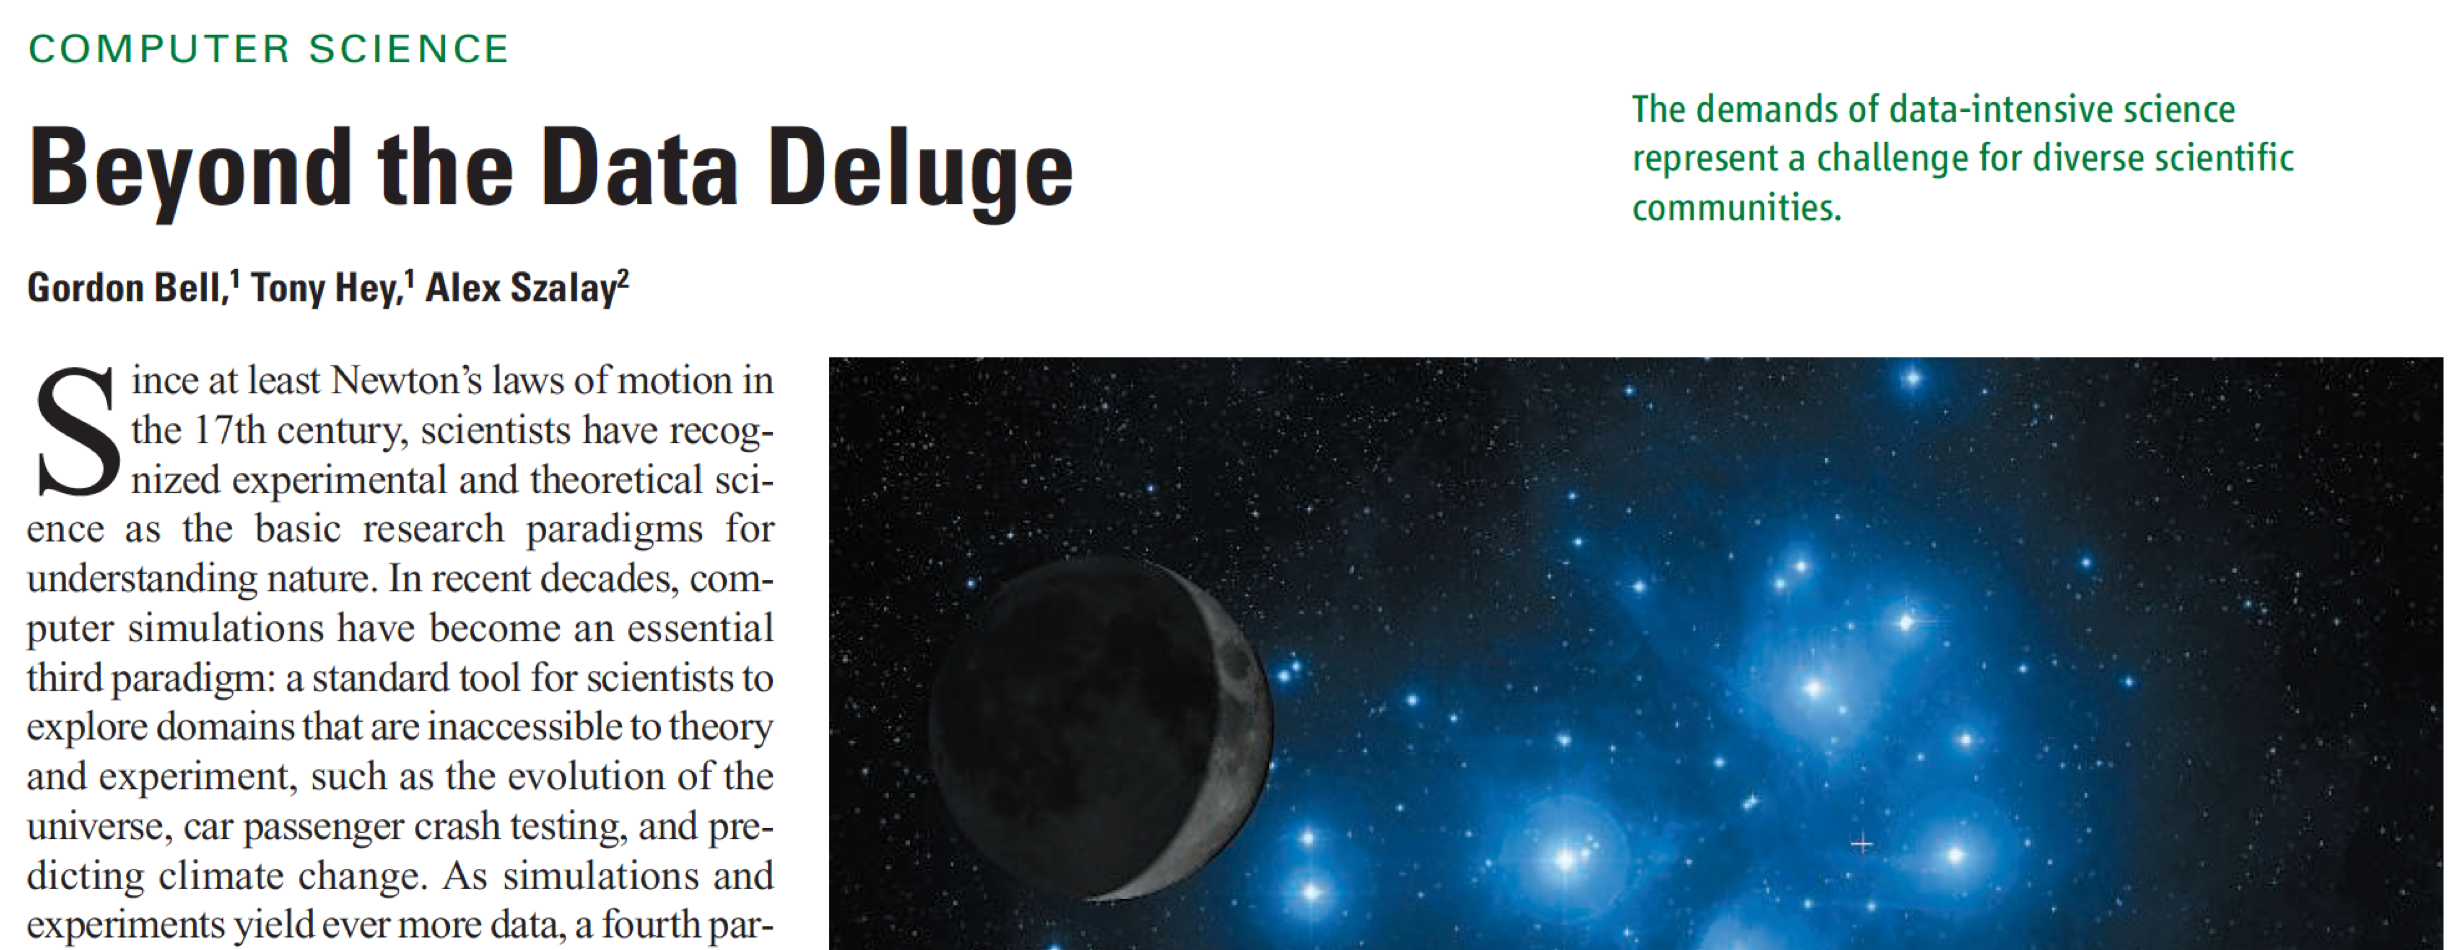 COMPUTER SCIENCE
Beyond the Data Deluge
Gordon Bell,¹ Tony Hey,¹ Alex Szalay²
The demands of data-intensive science
represent a challenge for diverse scientific
communities.
Since at least Newton’s laws of motion in
the 17th century, scientists have recog-
nized experimental and theoretical sci-
ence as the basic research paradigms for
understanding nature. In recent decades, com-
puter simulations have become an essential
third paradigm: a standard tool for scientists to
explore domains that are inaccessible to theory
and experiment, such as the evolution of the
universe, car passenger crash testing, and pre-
dicting climate change. As simulations and
experiments yield ever more data, a fourth par-